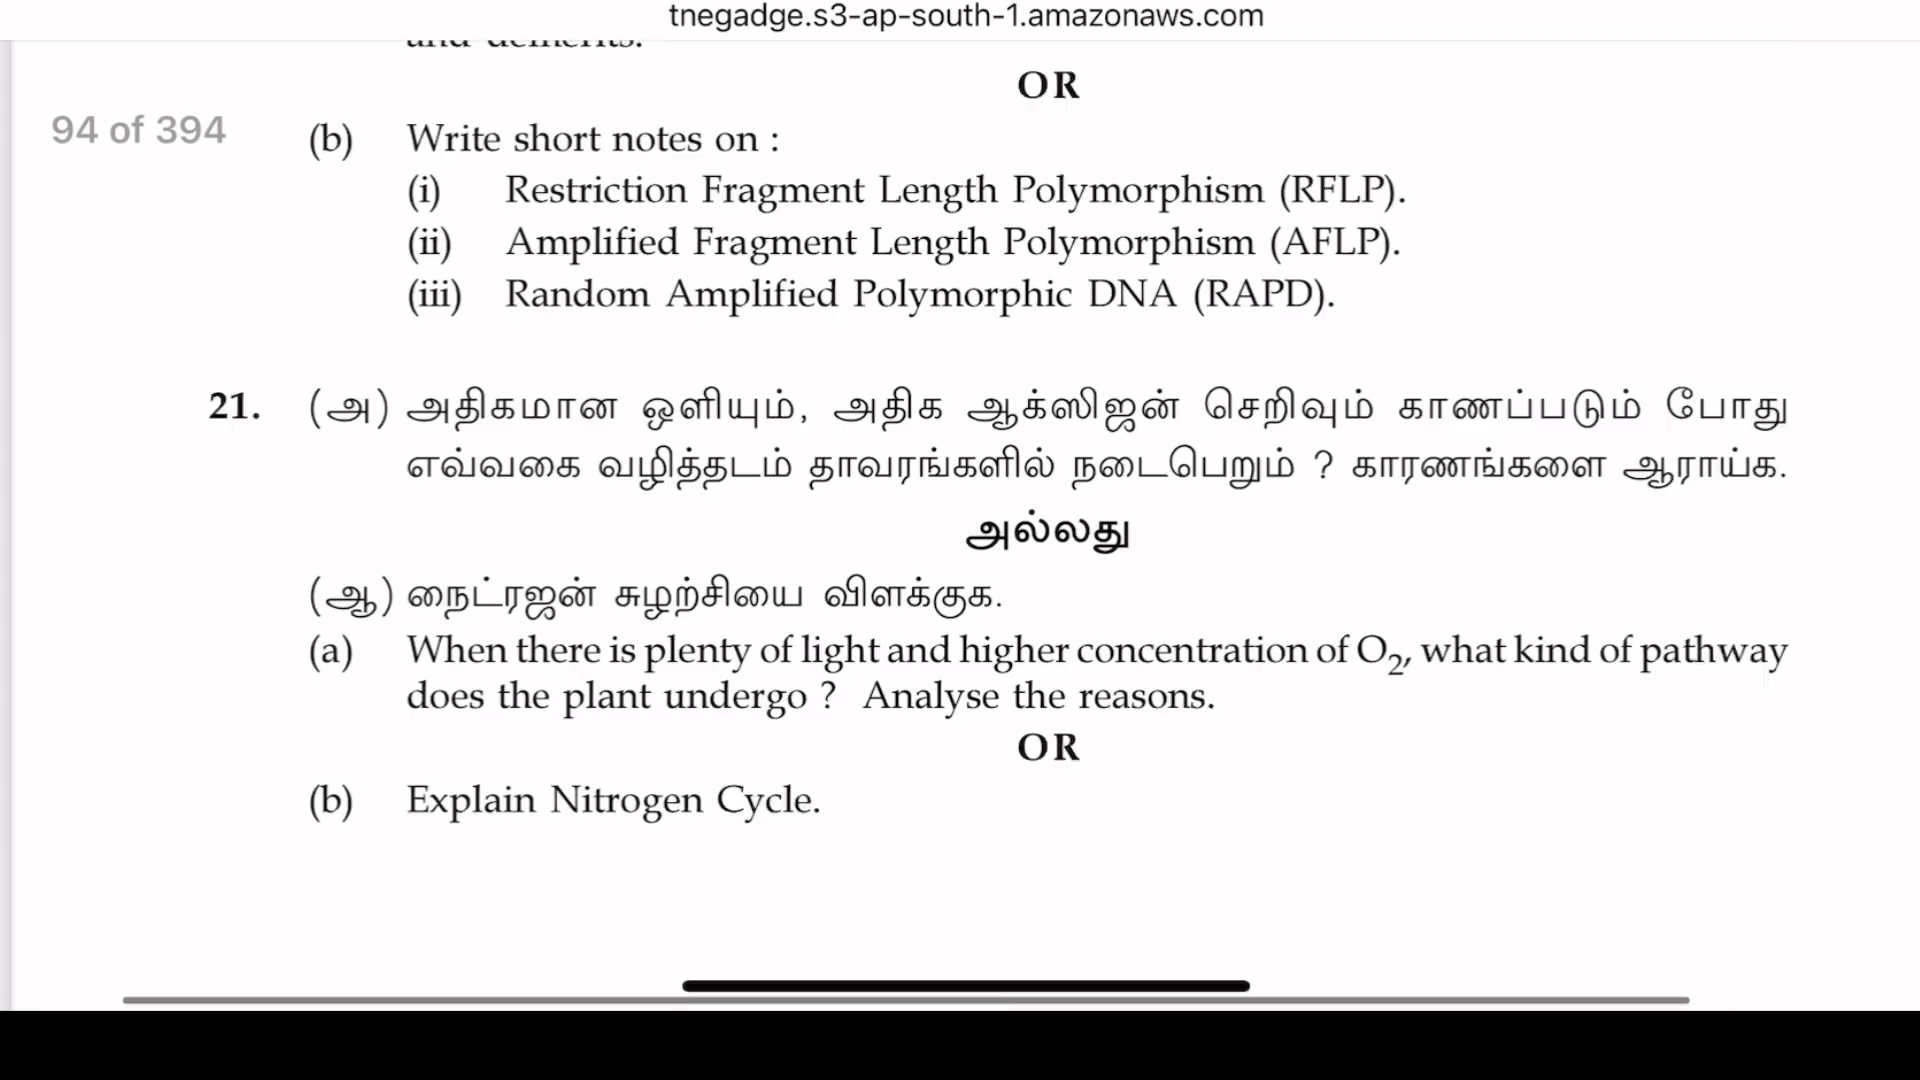 tnegadge.s3-ap-south-1.amazonaws.com
and demerits.
OR
94 of 394
(b) Write short notes on :
(i) Restriction Fragment Length Polymorphism (RFLP).
(ii) Amplified Fragment Length Polymorphism (AFLP).
(iii) Random Amplified Polymorphic DNA (RAPD).
21. (அ) அதிகமான ஒளியும், அதிக ஆக்ஸிஜன் செறிவும் காணப்படும் போது
எவ்வகை வழித்தடம் தாவரங்களில் நடைபெறும் ? காரணங்களை ஆராய்க.
அல்லது
(ஆ) நைட்ரஜன் சுழற்சியை விளக்குக.
(a) When there is plenty of light and higher concentration of O₂, what kind of pathway
does the plant undergo ? Analyse the reasons.
OR
(b) Explain Nitrogen Cycle.